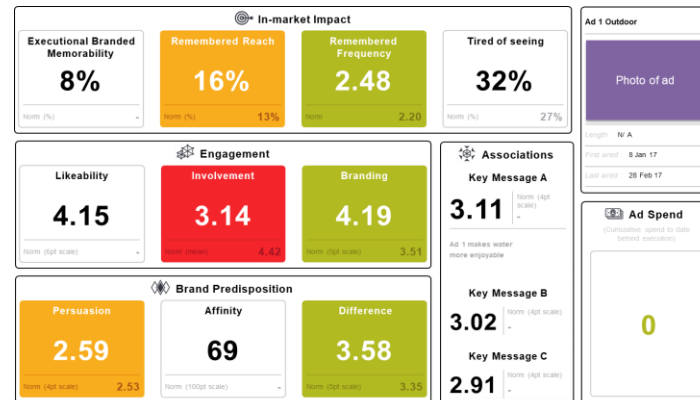 In-market Impact
Executional Branded
Memorability
8%
Norm (%)
-
Remembered Reach
16%
Norm (%)
13%
Remembered
Frequency
2.48
Norm
2.20
Tired of seeing
32%
Norm (%)
27%
Engagement
Likeability
4.15
Norm (6pt scale)
-
Involvement
3.14
Norm (mean)
4.42
Branding
4.19
Norm (5pt scale)
3.51
Brand Predisposition
Persuasion
2.59
Norm (4pt scale)
2.53
Affinity
69
Norm (100pt scale)
-
Difference
3.58
Norm (5pt scale)
3.35
Associations
Key Message A
3.11
Norm (4pt
scale)
-
Ad 1 makes water
more enjoyable
Key Message B
3.02
Norm (4pt scale)
-
Key Message C
2.91
Norm (4pt scale)
-
Ad 1 Outdoor
Photo of ad
Length N/ A
First aired 8 Jan 17
Last aired 28 Feb 17
Ad Spend
(Cumulative spend to date
behind execution)
0